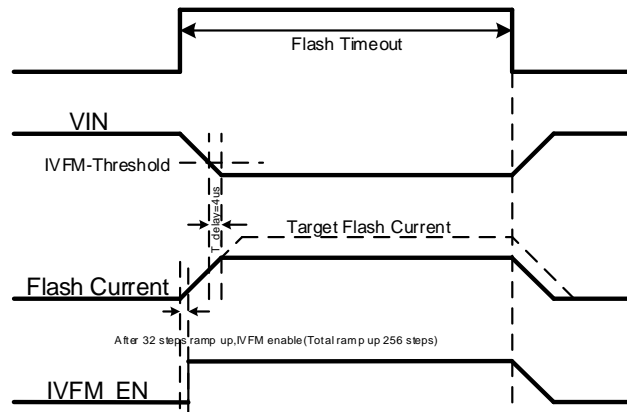 Flash Timeout
VIN
IVFM-Threshold
T_delay=4us
Target Flash Current
Flash Current
After 32 steps ramp up,IVFM enable(Total ramp up 256 steps)
IVFM_EN